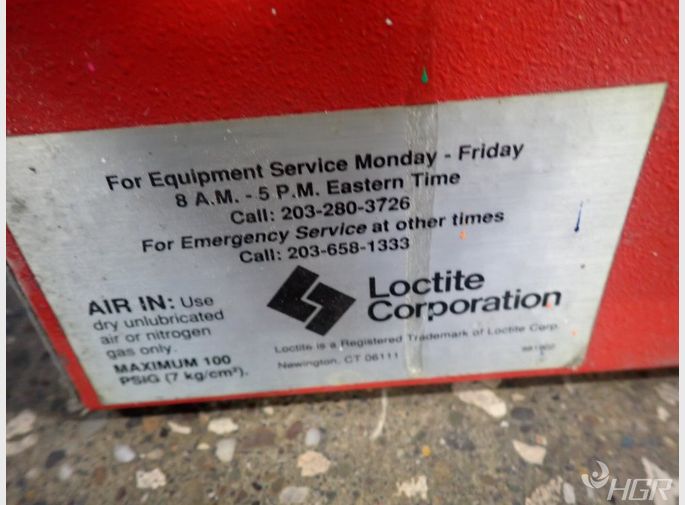 For Equipment Service Monday - Friday
8 A.M. - 5 P.M. Eastern Time
Call: 203-280-3726
For Emergency Service at other times
Call: 203-658-1333
AIR IN: Use
dry unlubricated
air or nitrogen
gas only.
MAXIMUM 100
PSIG (7 kg/cm²).
Loctite
Corporation
Loctite is a Registered Trademark of Loctite Corp.
Newington, CT 06111
HGR